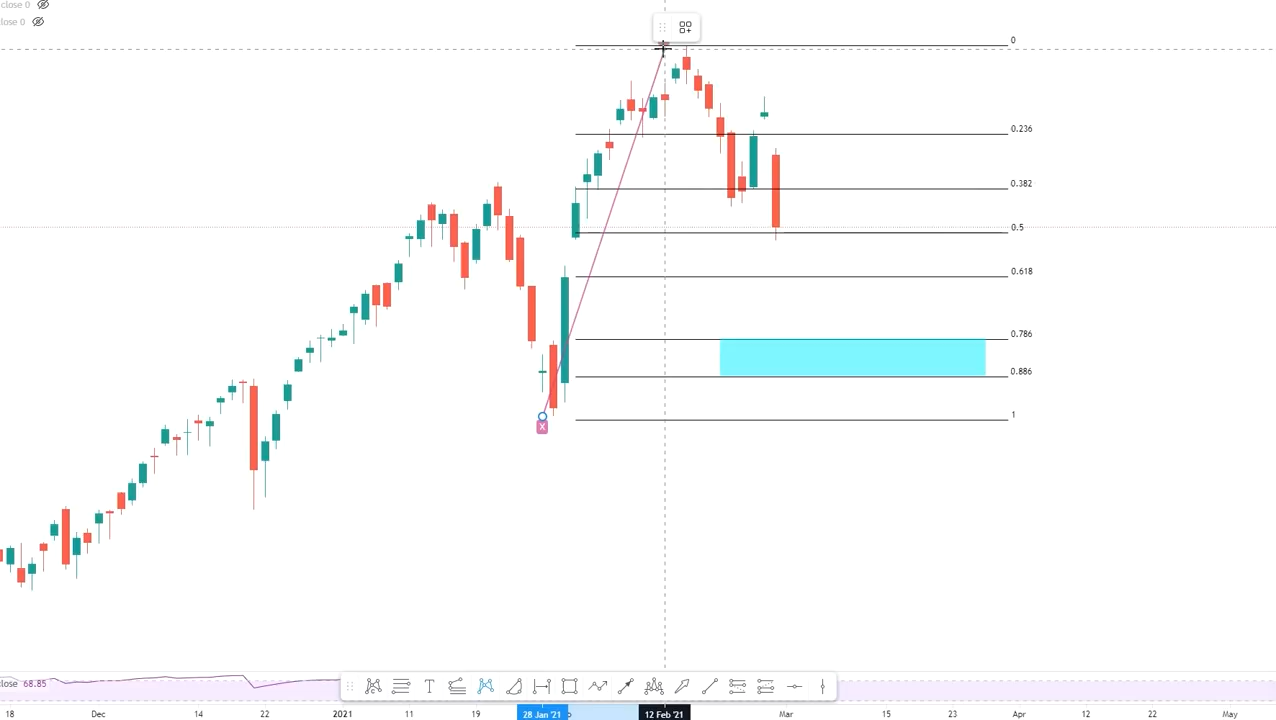 close 0
lose 0
0
0.236
0.382
0.5
0.618
0.786
0.886
1
X
close 68.85
18 Dec 14 22 2021 11 19 28 Jan '21 12 Feb '21 Mar 15 23 Apr 12 22 May